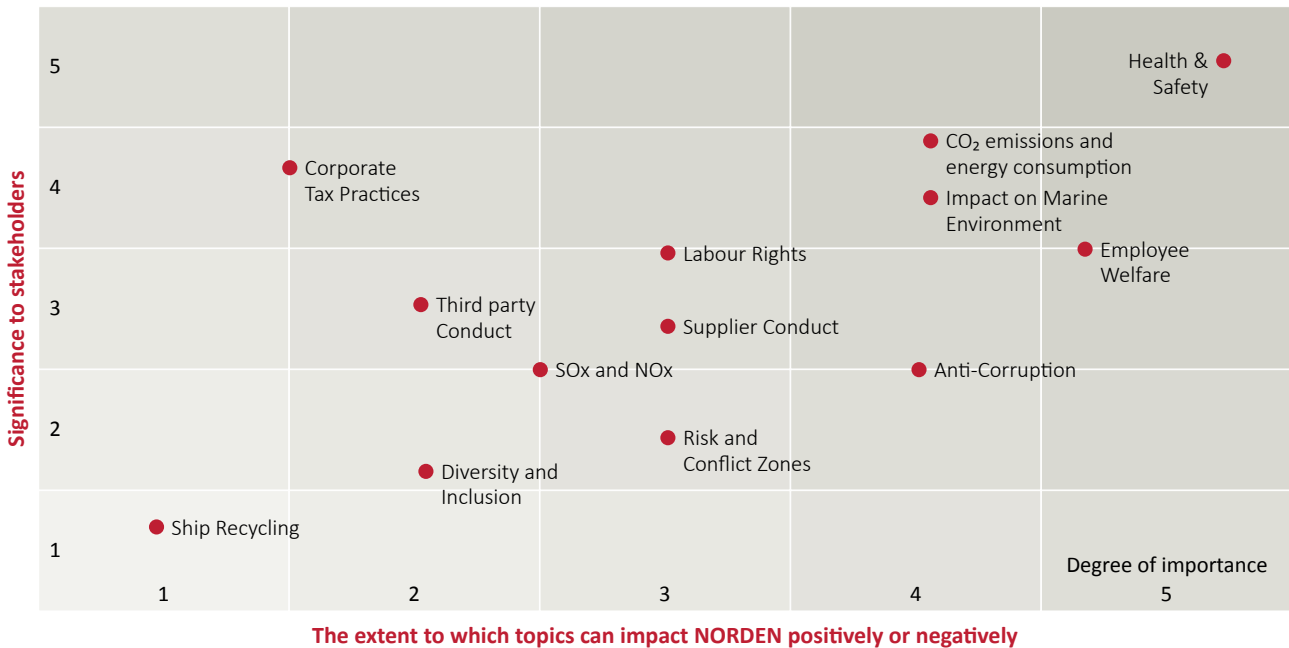 Significance to stakeholders
5
4
3
2
1
Health &
Safety
CO₂ emissions and
energy consumption
Corporate
Tax Practices
Impact on Marine
Environment
Labour Rights
Employee
Welfare
Third party
Conduct
Supplier Conduct
SOx and NOx
Anti-Corruption
Risk and
Conflict Zones
Diversity and
Inclusion
Ship Recycling
Degree of importance
1 2 3 4 5
The extent to which topics can impact NORDEN positively or negatively